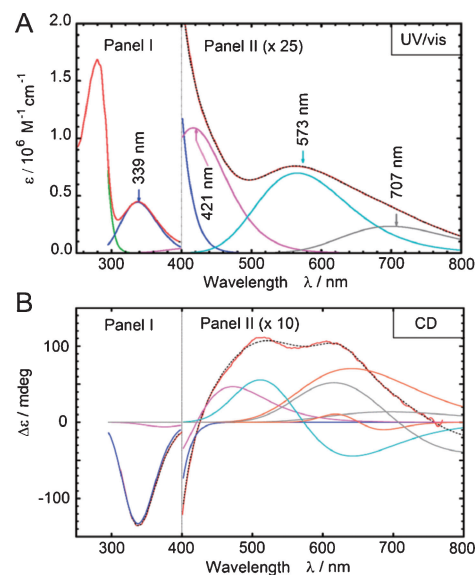 A
Panel I
Panel II (x 25)
UV/vis
2.0
1.5
1.0
0.5
0.0
ε / 10⁶ M⁻¹cm⁻¹
339 nm
421 nm
573 nm
707 nm
300 400 500 600 700 800
Wavelength λ / nm
B
Panel I
Panel II (x 10)
CD
100
0
-100
Δε / mdeg
300 400 500 600 700 800
Wavelength λ / nm